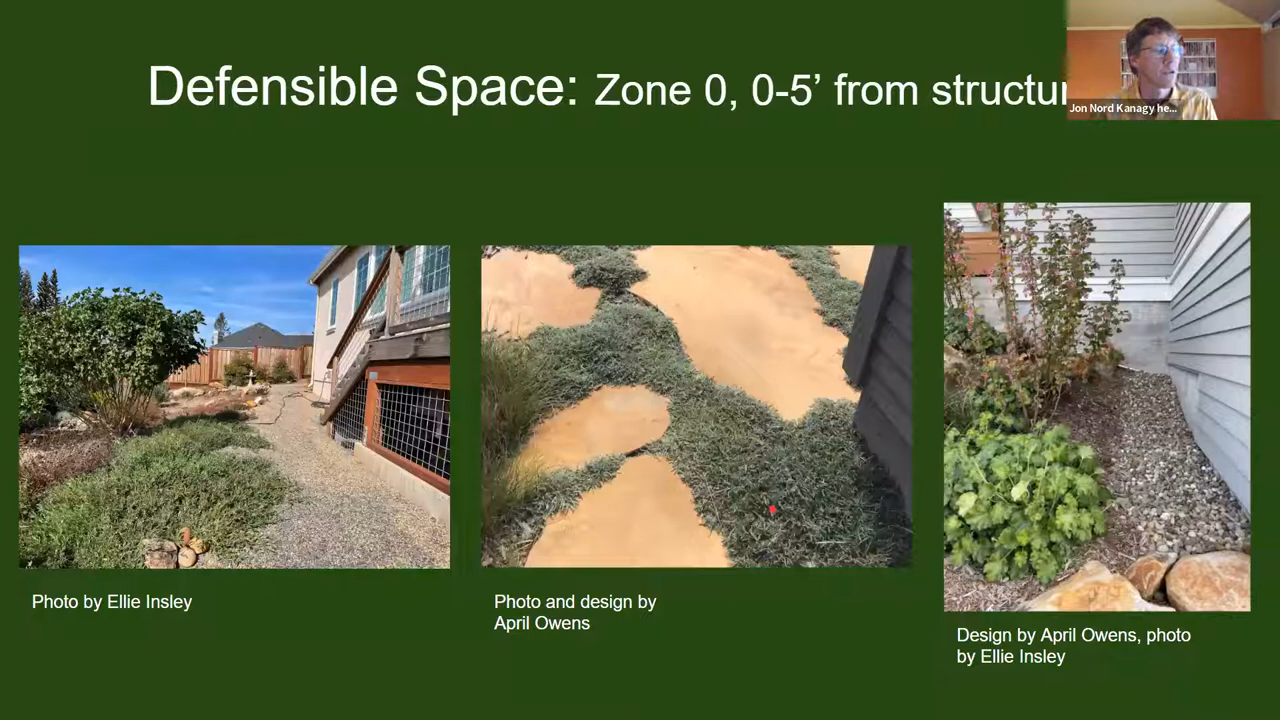 Defensible Space: Zone 0, 0-5’ from
Jon Nord Kanagy he...
Photo by Ellie Insley
Photo and design by
April Owens
Design by April Owens, photo
by Ellie Insley